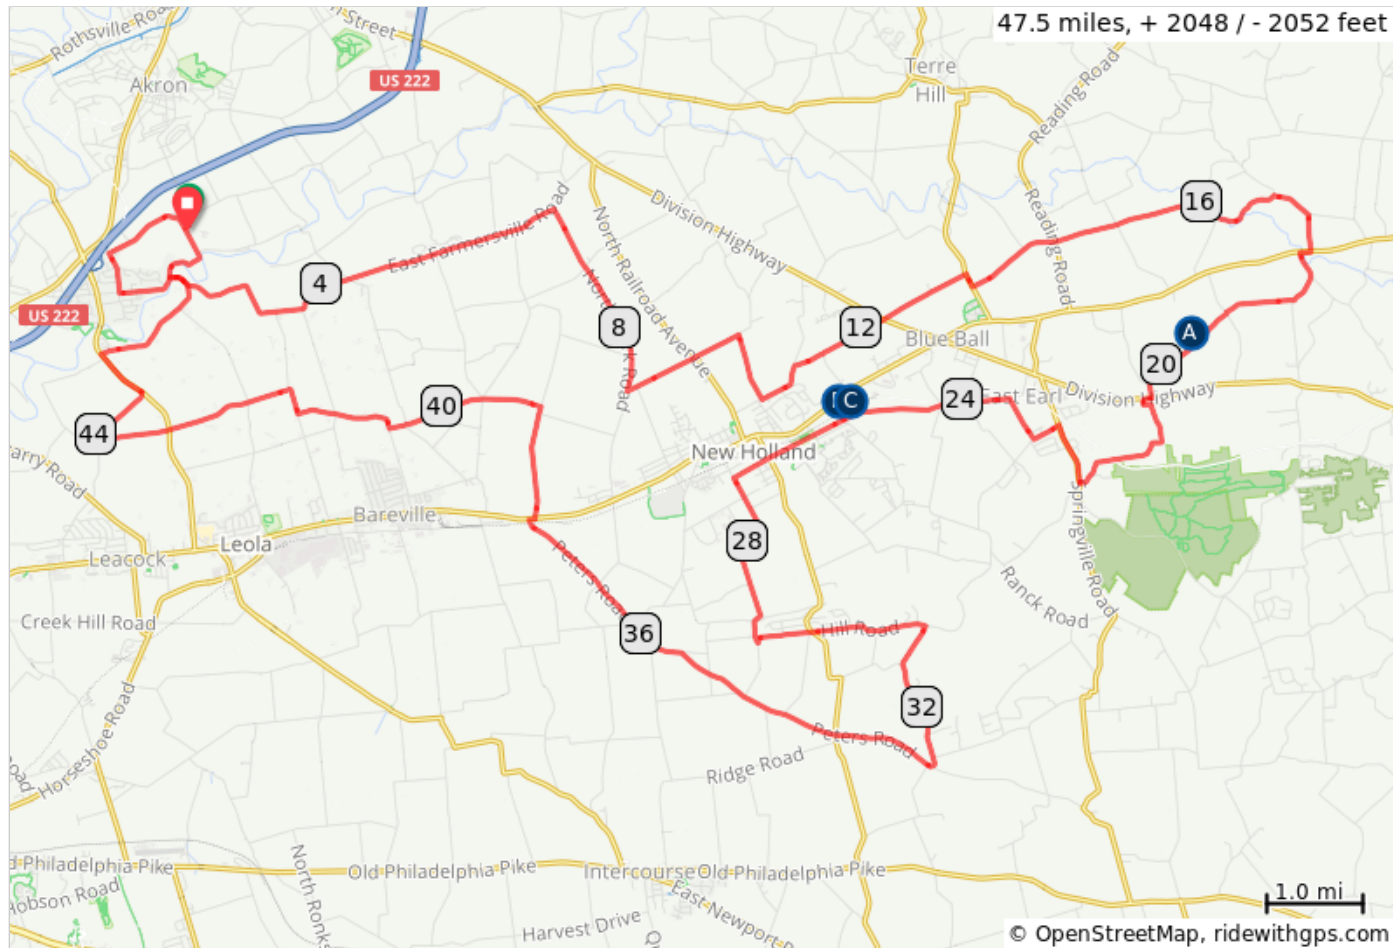 47.5 miles, + 2048 / - 2052 feet
Rothsville Road
Street
US 222
Akron
Terre
Hill
Reading Road
16
Division Highway
North Railroad Avenue
Reading Road
East Farmersville Road
4
US 222
8
12
Blue Ball
A
20
C
24
East Earl
Division Highway
40
44
New Holland
Bareville
Leola
Leacock
28
Springville Road
Peters Road
Ranck Road
Creek Hill Road
36
Hill Road
32
Horseshoe Road
Peters Road
Ridge Road
Philadelphia Pike
Old Philadelphia Pike
Intercourse
Old Philadelphia Pike
Hobson Road
North Ronks
East Newport
Harvest Drive
1.0 mi
© OpenStreetMap, ridewithgps.com